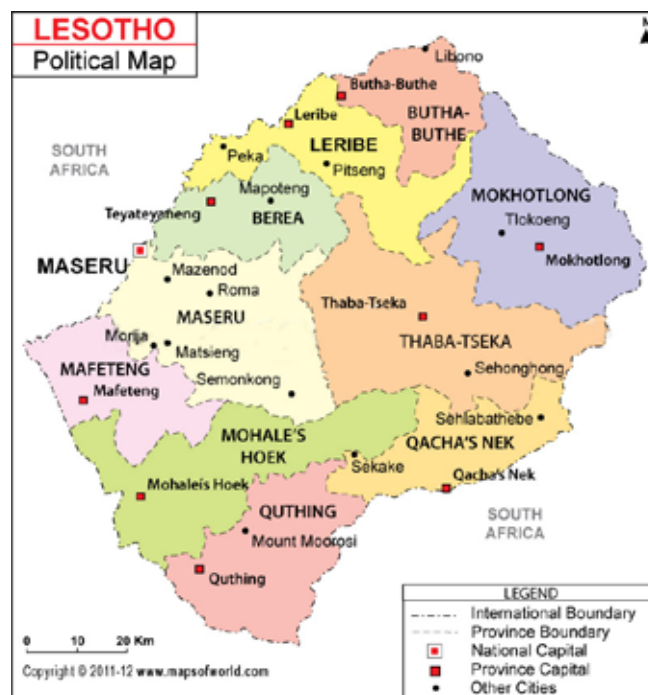 LESOTHO
Political Map
Libono
Butha-Buthe
BUTHA-
BUTHE
Leribe
LERIBE
Peka
Pitseng
SOUTH
AFRICA
Mapoteng
Teyateyaneng
BEREA
MOKHOTLONG
Tlokoeng
Mokhotlong
MASERU
Mazenod
Roma
MASERU
Thaba-Tseka
THABA-TSEKA
Morija
Matsieng
Sehonghong
MAFETENG
Mafeteng
Semonkong
Sehlabathebe
MOHALE'S
HOEK
QACHA'S NEK
Sekake
Qacba's Nek
Mohaleis Hoek
QUTHING
Mount Moorosi
SOUTH
AFRICA
Quthing
LEGEND
International Boundary
Province Boundary
National Capital
Province Capital
Other Cities
0 10 20 Km
Copyright © 2011-12 www.mapsofworld.com